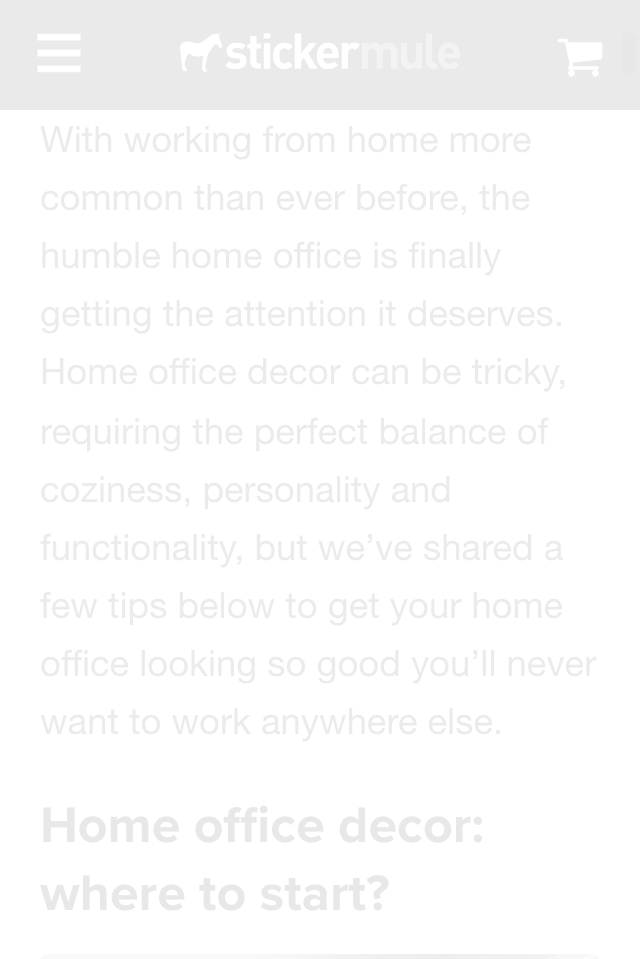 stickermule
With working from home more
common than ever before, the
humble home office is finally
getting the attention it deserves.
Home office decor can be tricky,
requiring the perfect balance of
coziness, personality and
functionality, but we’ve shared a
few tips below to get your home
office looking so good you’ll never
want to work anywhere else.
Home office decor:
where to start?